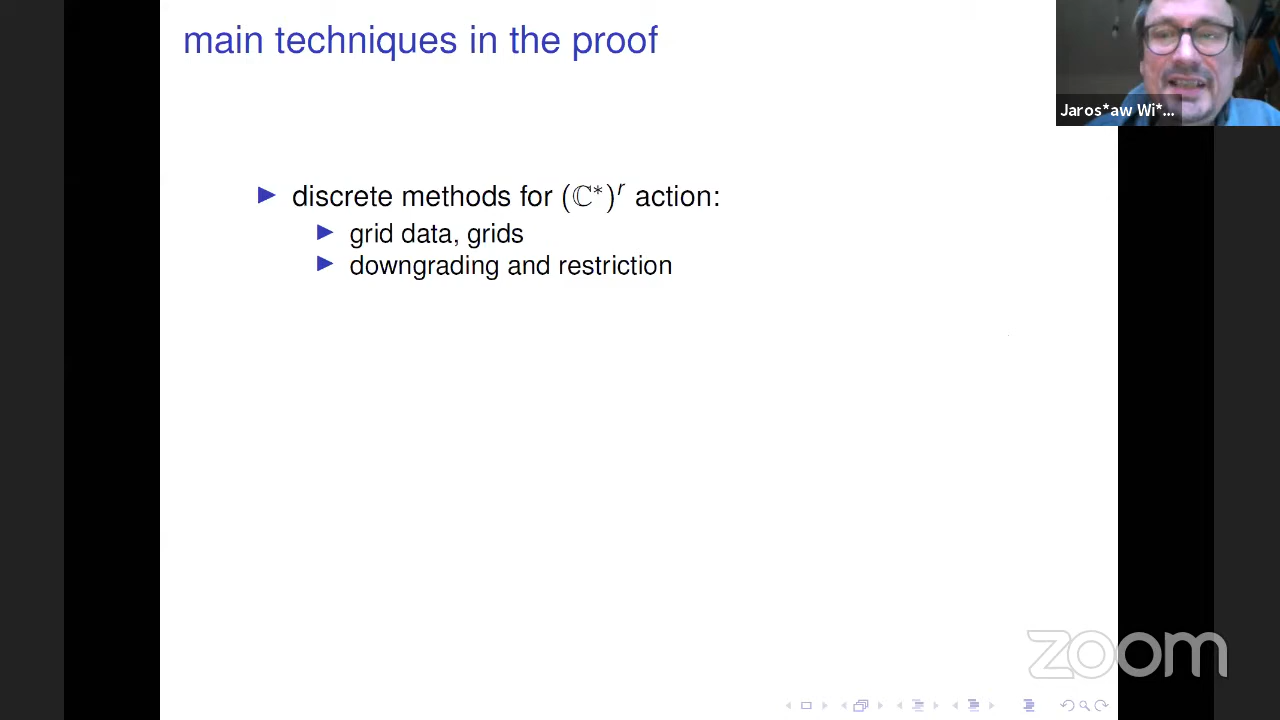 main techniques in the proof
Jaros*aw Wi*...
▶ discrete methods for (ℂ*)ʳ action:
▶ grid data, grids
▶ downgrading and restriction
zoom